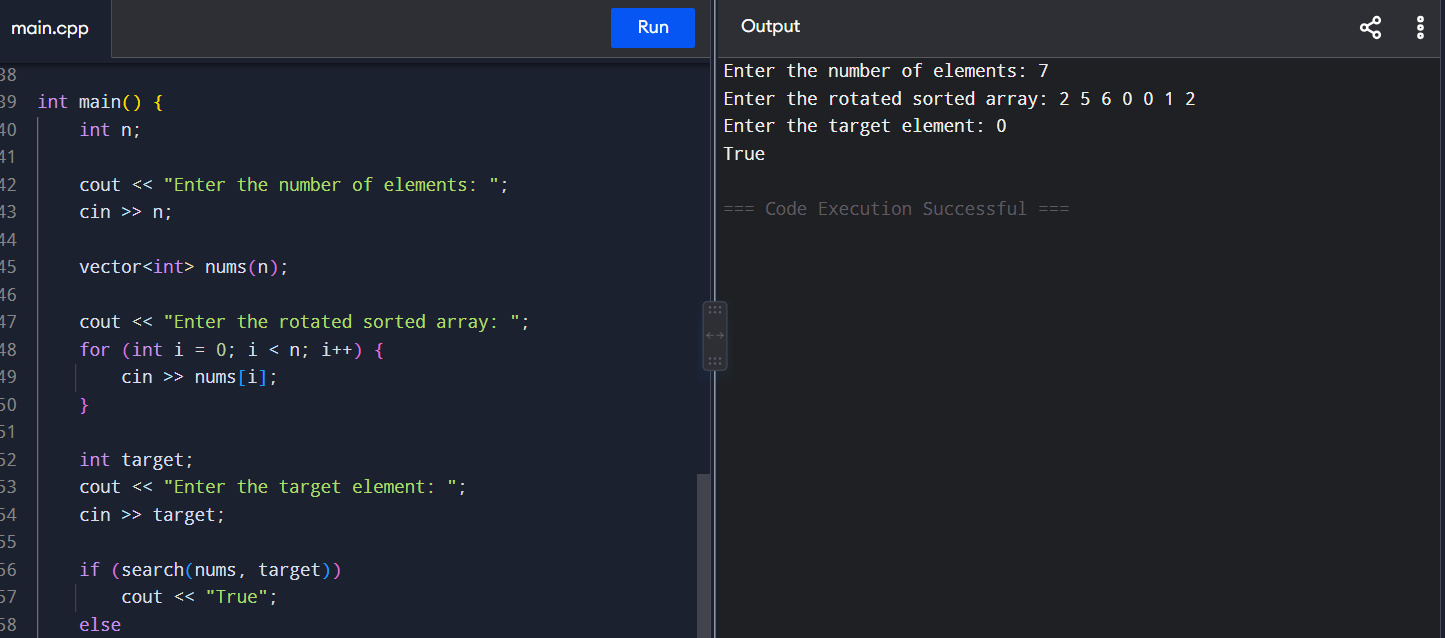 main.cpp
Run
38
39 int main() {
40     int n;
41
42     cout << "Enter the number of elements: ";
43     cin >> n;
44
45     vector<int> nums(n);
46
47     cout << "Enter the rotated sorted array: ";
48     for (int i = 0; i < n; i++) {
49         cin >> nums[i];
50     }
51
52     int target;
53     cout << "Enter the target element: ";
54     cin >> target;
55
56     if (search(nums, target))
57         cout << "True";
58     else
Output
Enter the number of elements: 7
Enter the rotated sorted array: 2 5 6 0 0 1 2
Enter the target element: 0
True
=== Code Execution Successful ===